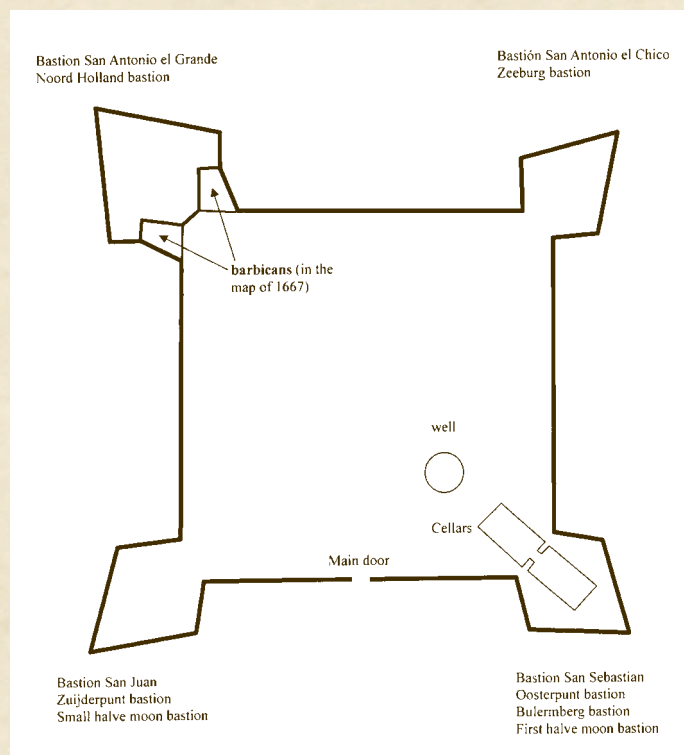 Bastion San Antonio el Grande
Noord Holland bastion
Bastión San Antonio el Chico
Zeeburg bastion
barbicans (in the
map of 1667)
well
Cellars
Main door
Bastion San Juan
Zuijderpunt bastion
Small halve moon bastion
Bastion San Sebastian
Oosterpunt bastion
Bulermberg bastion
First halve moon bastion